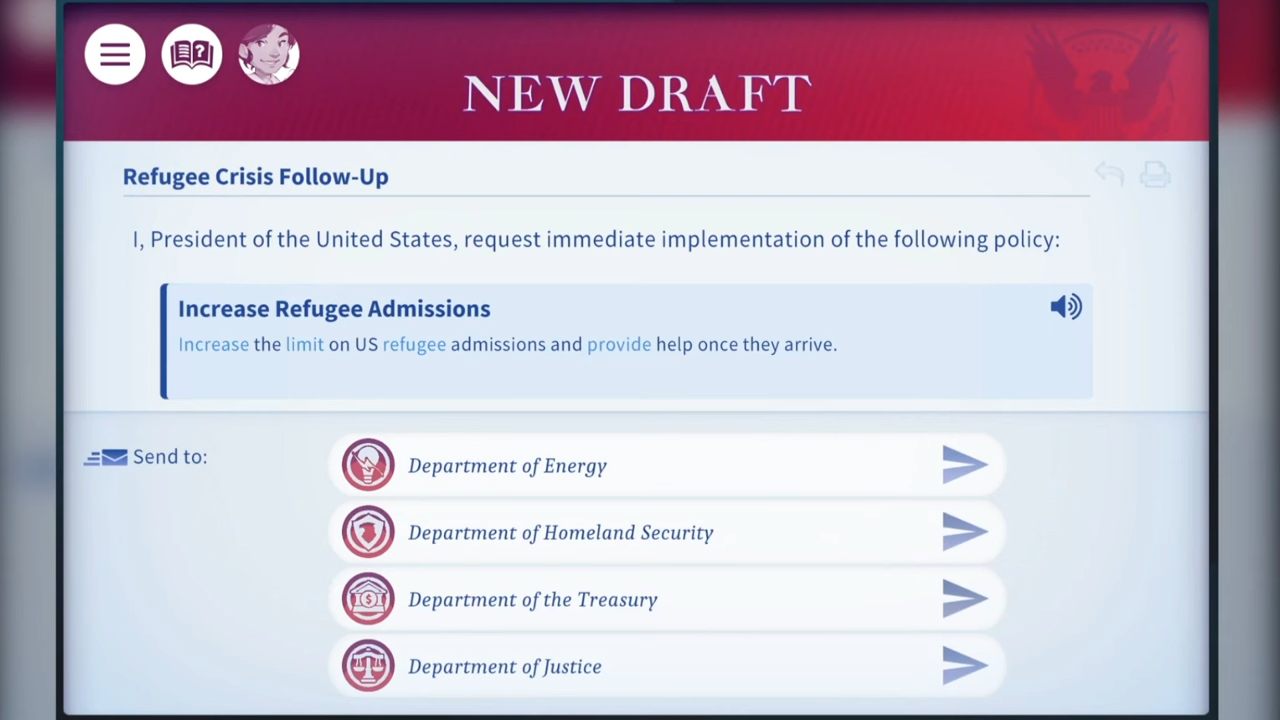 NEW DRAFT
Refugee Crisis Follow-Up
I, President of the United States, request immediate implementation of the following policy:
Increase Refugee Admissions
Increase the limit on US refugee admissions and provide help once they arrive.
Send to:
Department of Energy
Department of Homeland Security
Department of the Treasury
Department of Justice